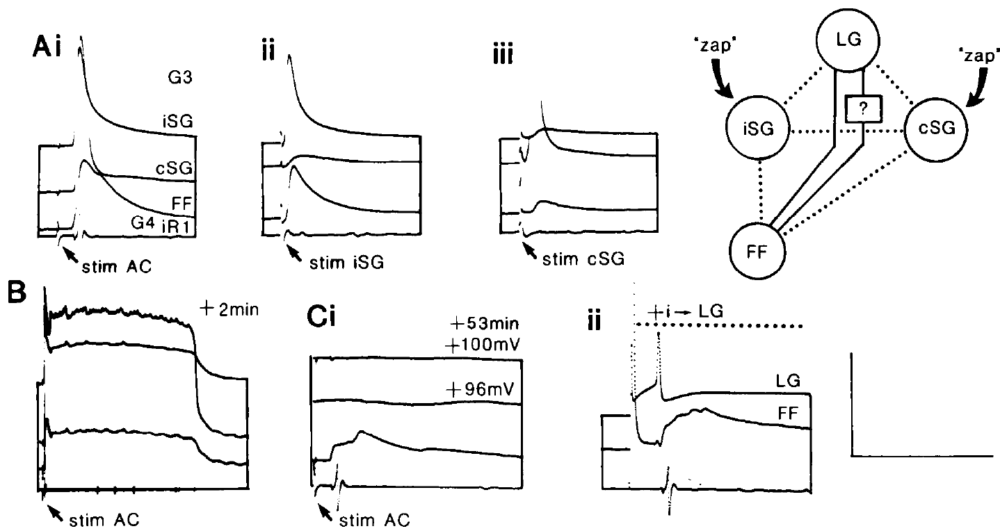 Ai
G3
iSG
cSG
FF
G4 iR1
stim AC
ii
stim iSG
iii
stim cSG
"zap"
LG
"zap"
iSG
?
cSG
FF
B
+2min
stim AC
Ci
+53min
+100mV
+96mV
stim AC
ii
+i→LG
LG
FF